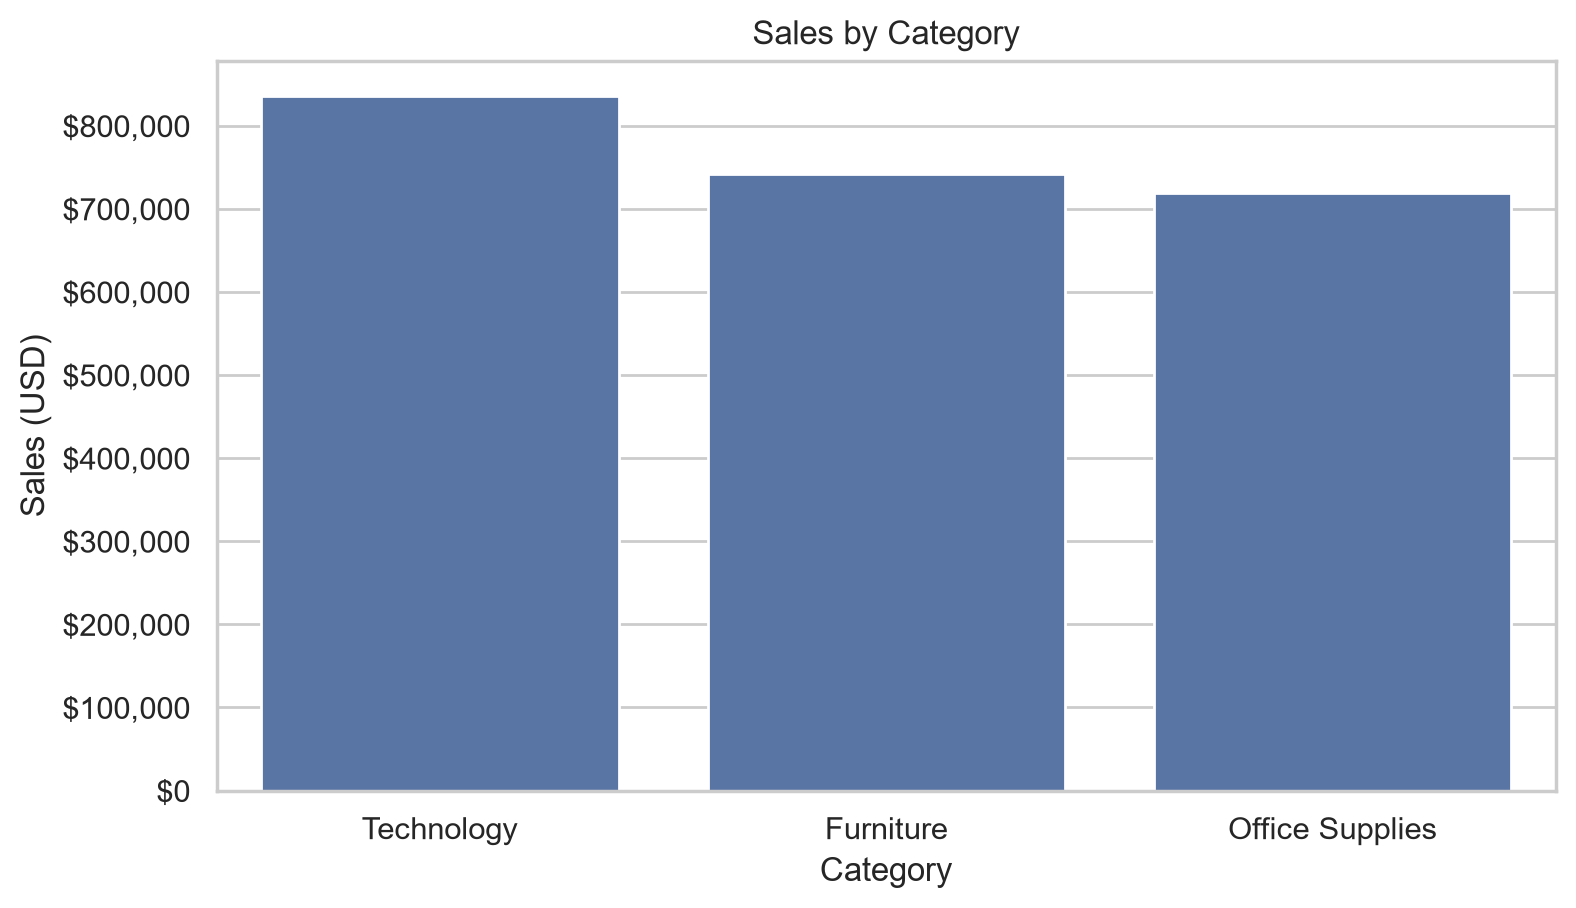 Sales by Category
Sales (USD)
$800,000
$700,000
$600,000
$500,000
$400,000
$300,000
$200,000
$100,000
$0
Technology
Furniture
Office Supplies
Category